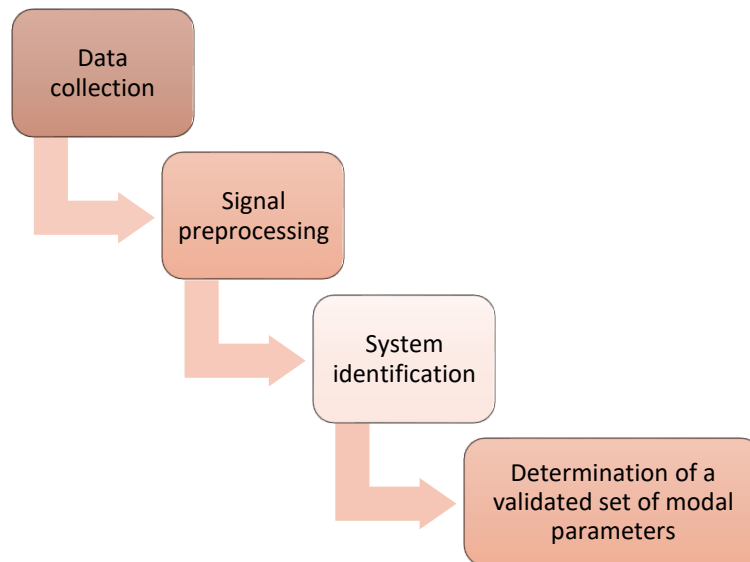 Data
collection
Signal
preprocessing
System
identification
Determination of a
validated set of modal
parameters